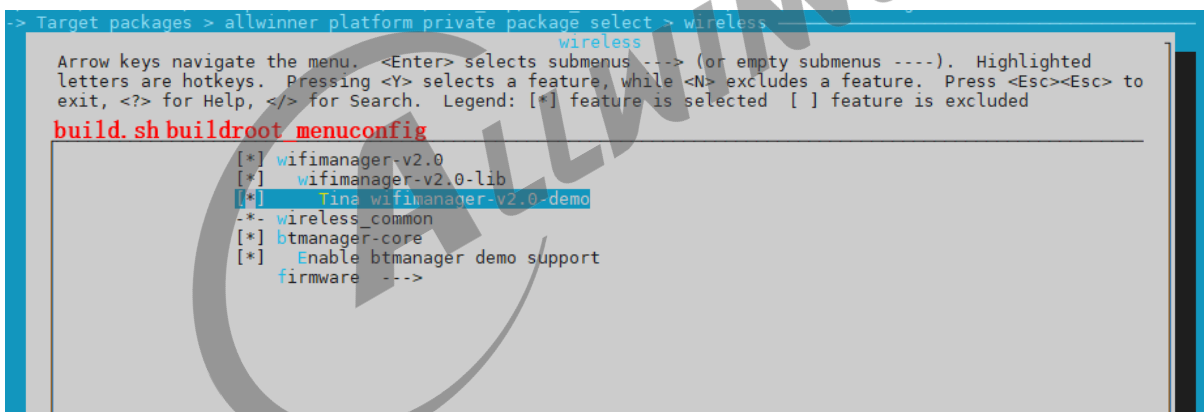 -> Target packages > allwinner platform private package select > wireless
wireless
Arrow keys navigate the menu.  <Enter> selects submenus ---> (or empty submenus ----).  Highlighted
letters are hotkeys.  Pressing <Y> selects a feature, while <N> excludes a feature.  Press <Esc><Esc> to
exit, <?> for Help, </> for Search.  Legend: [*] feature is selected  [ ] feature is excluded
build.sh buildroot_menuconfig
[*] wifimanager-v2.0
[*]   wifimanager-v2.0-lib
[*]     Tina wifimanager-v2.0-demo
-*- wireless_common
[*] btmanager-core
[*]   Enable btmanager demo support
firmware  --->
ALLWIN